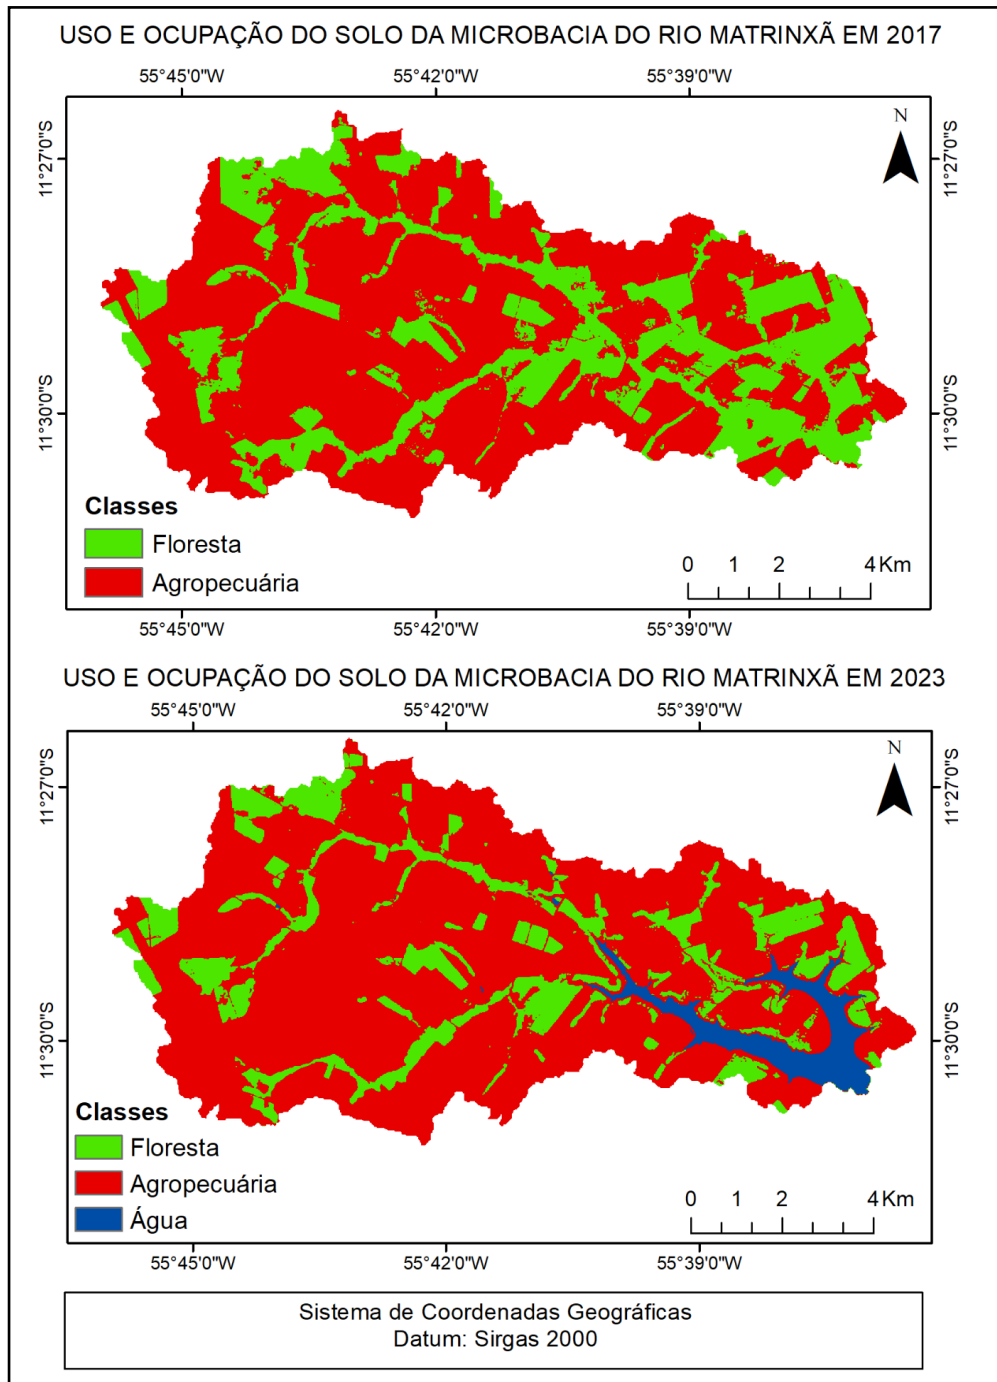 USO E OCUPAÇÃO DO SOLO DA MICROBACIA DO RIO MATRINXÃ EM 2017
55°45'0"W 55°42'0"W 55°39'0"W
N
11°27'0"S 11°27'0"S
11°30'0"S 11°30'0"S
Classes
Floresta
Agropecuária
0 1 2 4 Km
55°45'0"W 55°42'0"W 55°39'0"W
USO E OCUPAÇÃO DO SOLO DA MICROBACIA DO RIO MATRINXÃ EM 2023
55°45'0"W 55°42'0"W 55°39'0"W
N
11°27'0"S 11°27'0"S
11°30'0"S 11°30'0"S
Classes
Floresta
Agropecuária
Água
0 1 2 4 Km
55°45'0"W 55°42'0"W 55°39'0"W
Sistema de Coordenadas Geográficas
Datum: Sirgas 2000